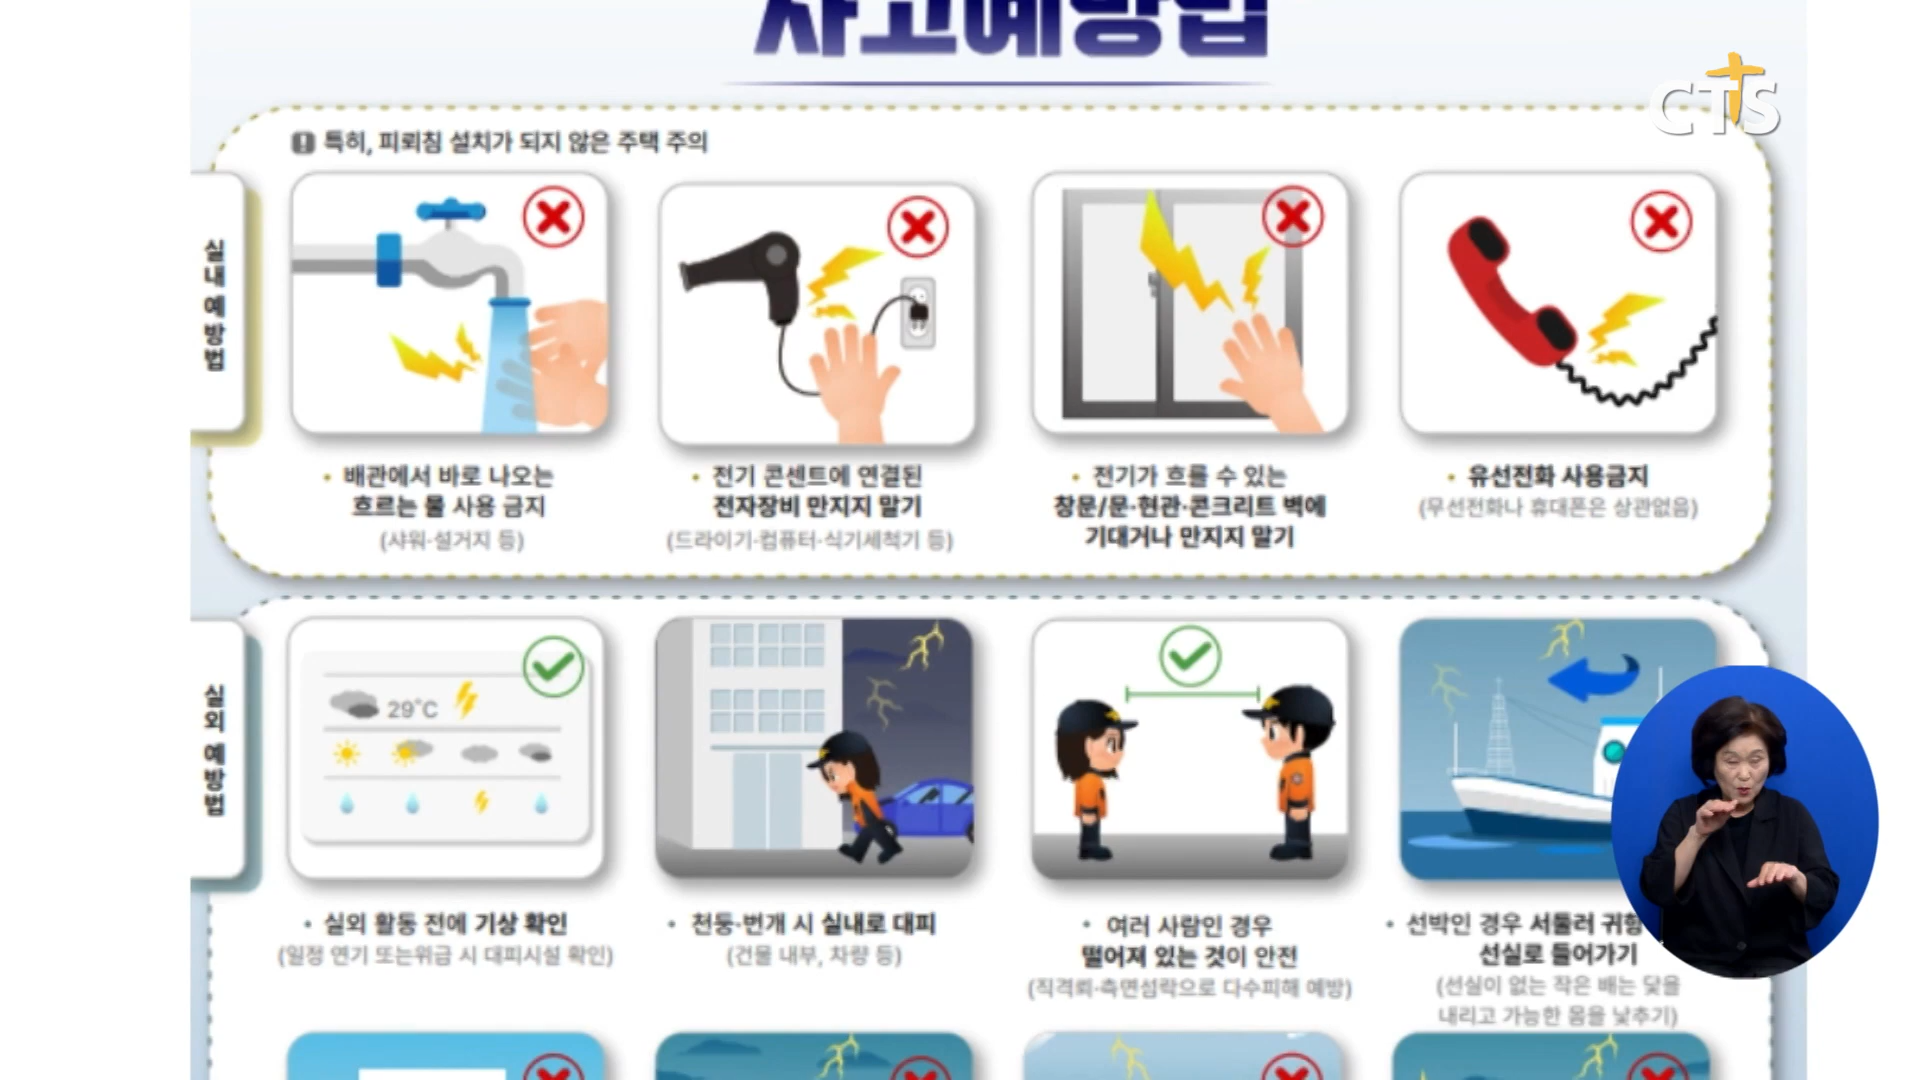 사고예방법
CTS
특히, 피뢰침 설치가 되지 않은 주택 주의
실내 예방법
• 배관에서 바로 나오는
흐르는 물 사용 금지
(샤워·설거지 등)
• 전기 콘센트에 연결된
전자장비 만지지 말기
(드라이기·컴퓨터·식기세척기 등)
• 전기가 흐를 수 있는
창문/문·현관·콘크리트 벽에
기대거나 만지지 말기
• 유선전화 사용금지
(무선전화나 휴대폰은 상관없음)
실외 예방법
29°C
• 실외 활동 전에 기상 확인
(일정 연기 또는위급 시 대피시설 확인)
• 천둥·번개 시 실내로 대피
(건물 내부, 차량 등)
• 여러 사람인 경우
떨어져 있는 것이 안전
(직격뢰·측면섬락으로 다수피해 예방)
• 선박인 경우 서둘러 귀항
선실로 들어가기
(선실이 없는 작은 배는 닻을
내리고 가능한 몸을 낮추기)